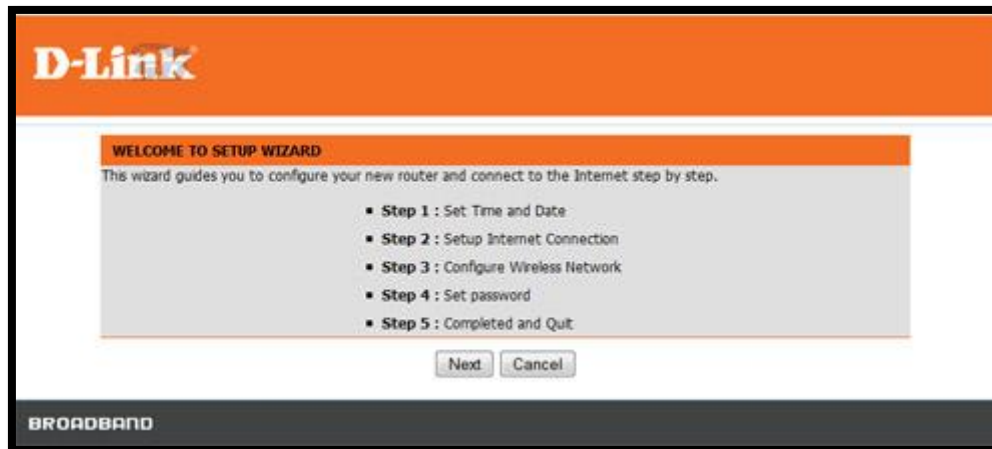 D-Link
WELCOME TO SETUP WIZARD
This wizard guides you to configure your new router and connect to the Internet step by step.
▪ Step 1 : Set Time and Date
▪ Step 2 : Setup Internet Connection
▪ Step 3 : Configure Wireless Network
▪ Step 4 : Set password
▪ Step 5 : Completed and Quit
Next Cancel
BROADBAND